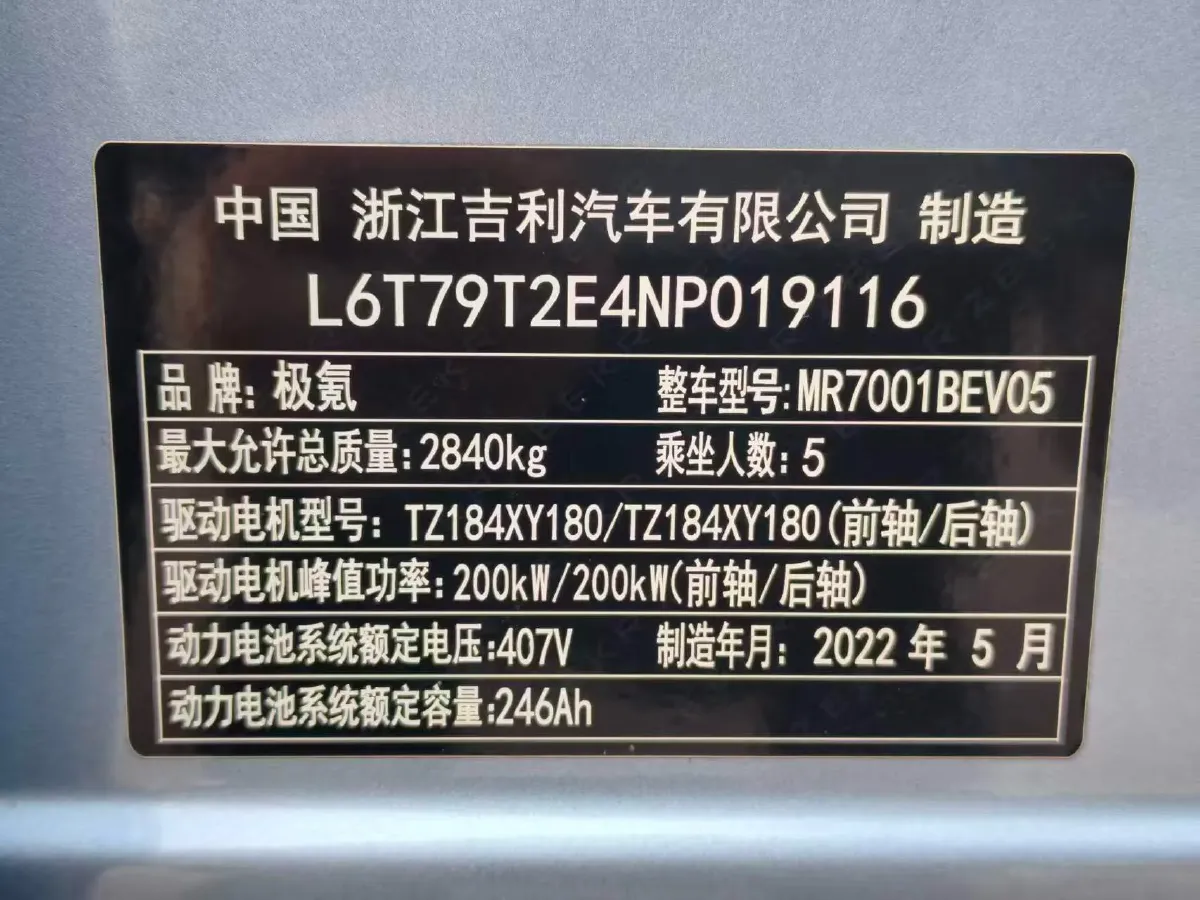 中国 浙江吉利汽车有限公司 制造
L6T79T2E4NP019116
品 牌: 极氪 整车型号: MR7001BEV05
最大允许总质量: 2840kg 乘坐人数: 5
驱动电机型号: TZ184XY180/TZ184XY180(前轴/后轴)
驱动电机峰值功率: 200kW/200kW(前轴/后轴)
动力电池系统额定电压: 407V 制造年月: 2022 年 5 月
动力电池系统额定容量: 246Ah